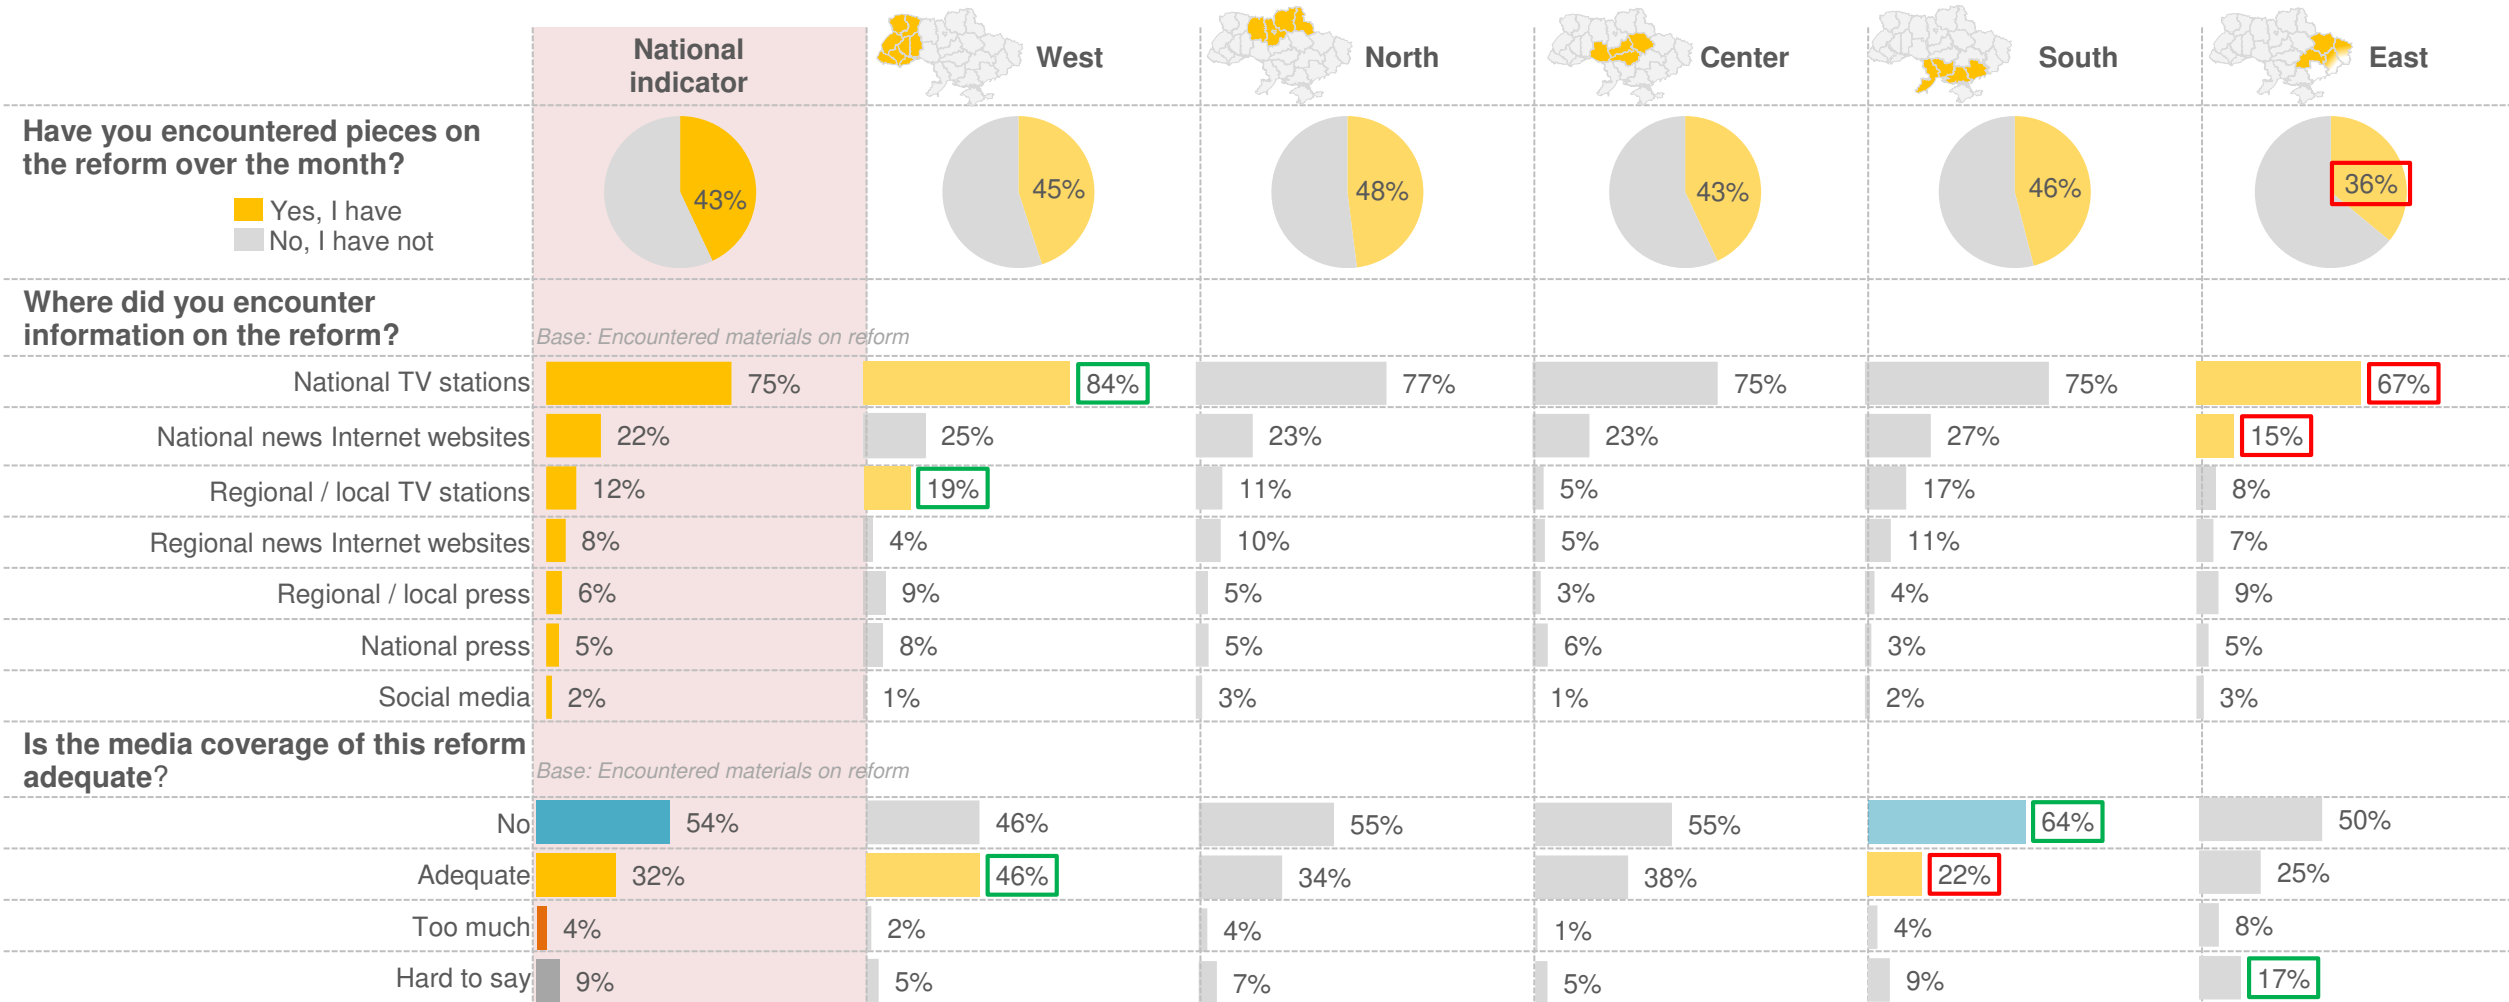 National
indicator
West
North
Center
South
East
Have you encountered pieces on
the reform over the month?
Yes, I have
No, I have not
43%
45%
48%
43%
46%
36%
Where did you encounter
information on the reform?
Base: Encountered materials on reform
National TV stations 75% 84% 77% 75% 75% 67%
National news Internet websites 22% 25% 23% 23% 27% 15%
Regional / local TV stations 12% 19% 11% 5% 17% 8%
Regional news Internet websites 8% 4% 10% 5% 11% 7%
Regional / local press 6% 9% 5% 3% 4% 9%
National press 5% 8% 5% 6% 3% 5%
Social media 2% 1% 3% 1% 2% 3%
Is the media coverage of this reform
adequate?
Base: Encountered materials on reform
No 54% 46% 55% 55% 64% 50%
Adequate 32% 46% 34% 38% 22% 25%
Too much 4% 2% 4% 1% 4% 8%
Hard to say 9% 5% 7% 5% 9% 17%